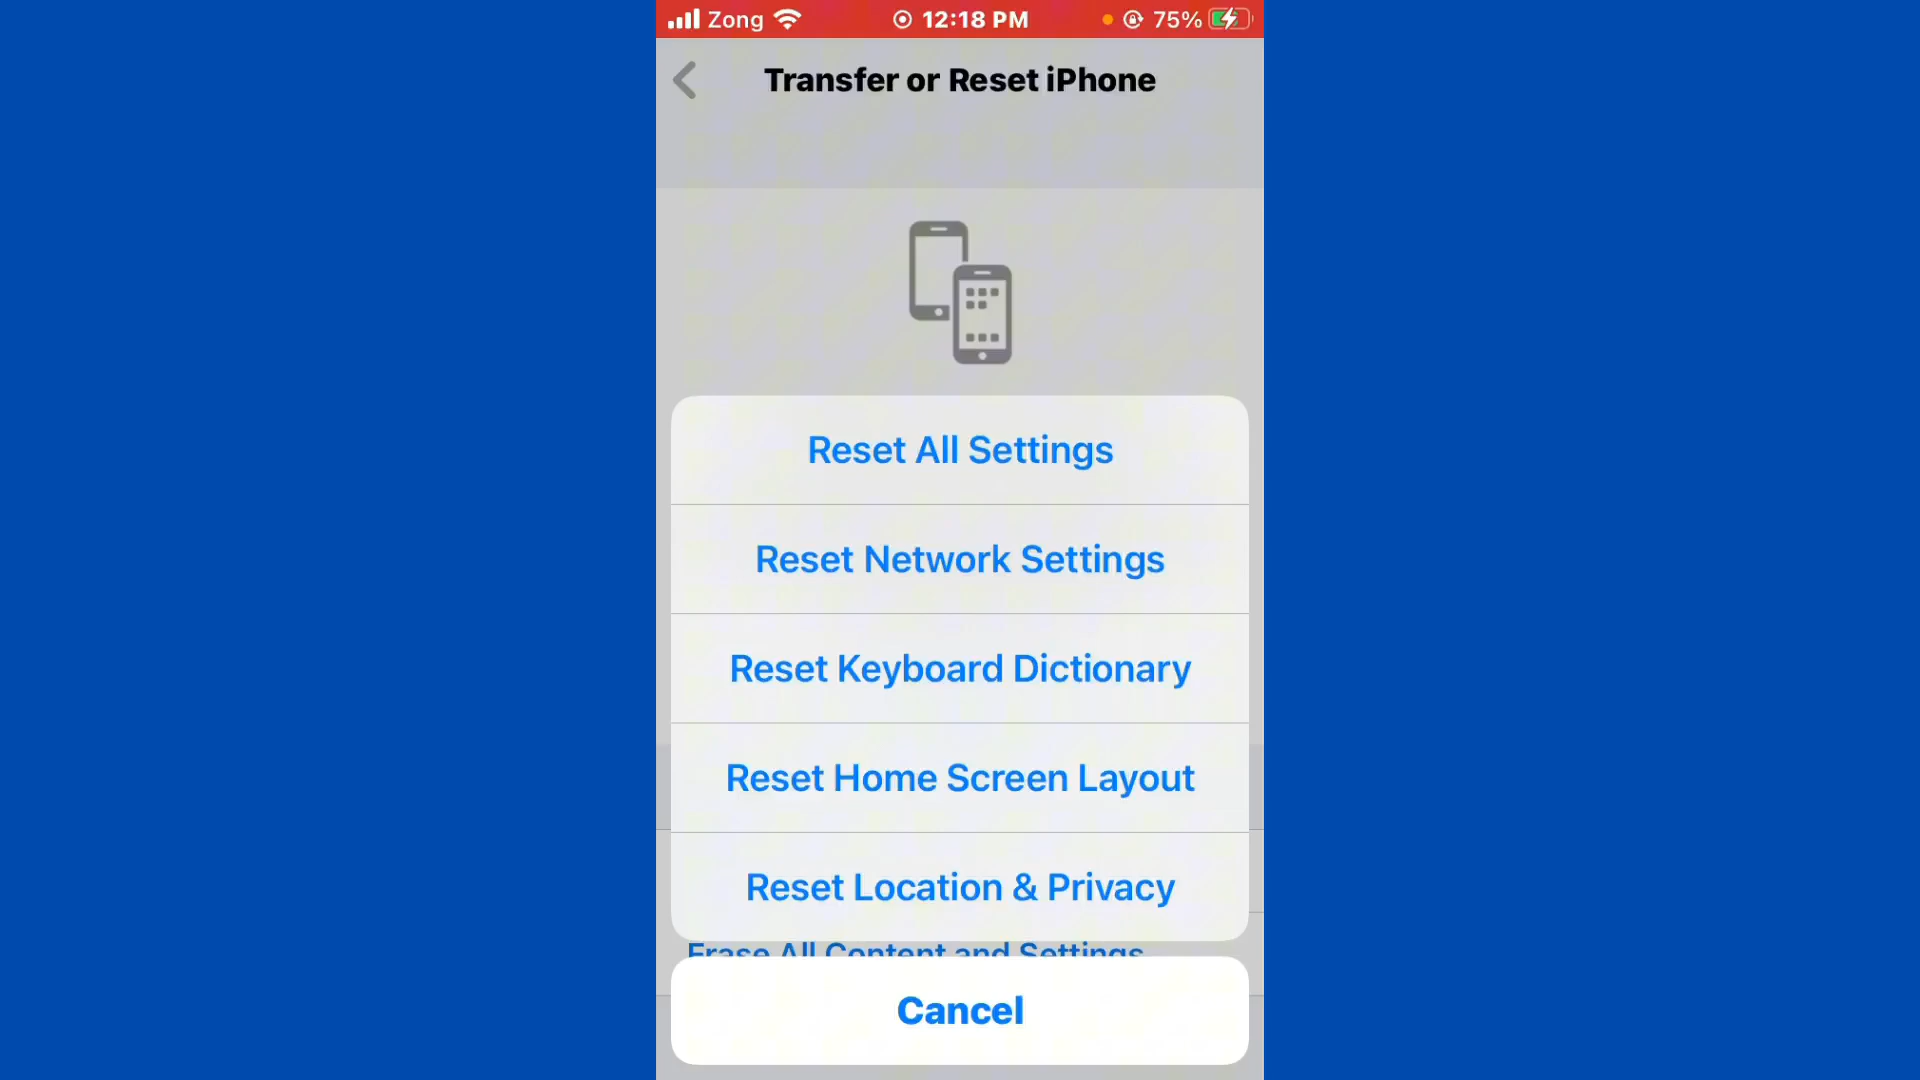 Zong 12:18 PM 75%
Transfer or Reset iPhone
Reset All Settings
Reset Network Settings
Reset Keyboard Dictionary
Reset Home Screen Layout
Reset Location & Privacy
Erase All Content and Settings
Cancel